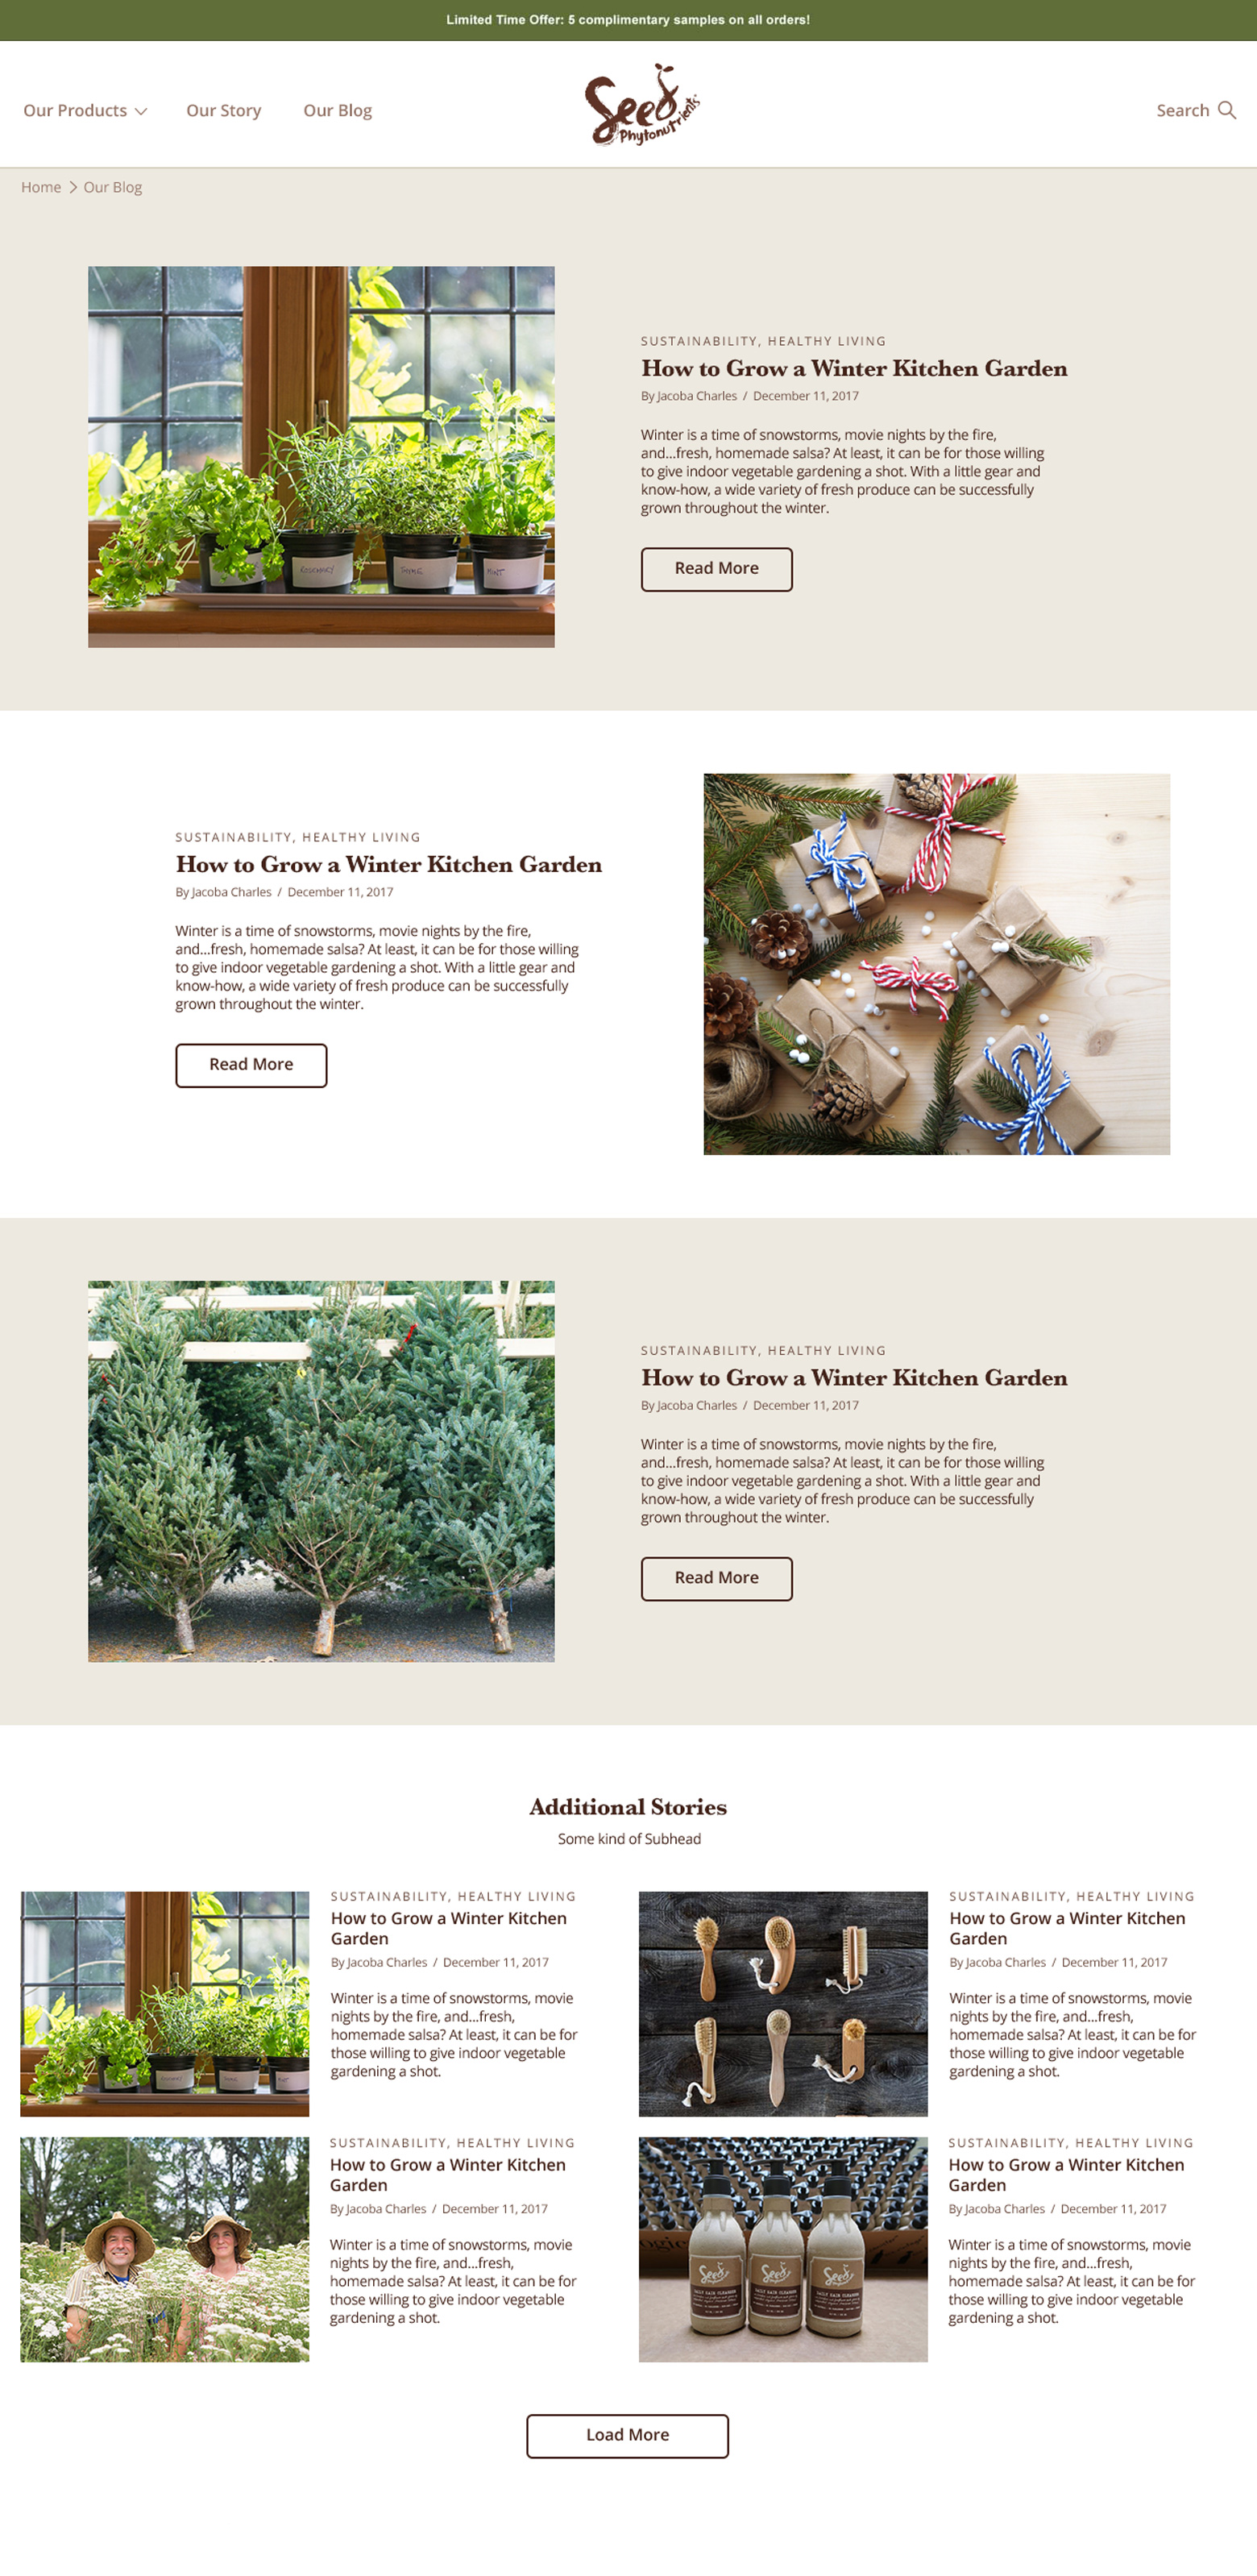 Limited Time Offer: 5 complimentary samples on all orders!
Our Products
Our Story
Our Blog
Seed
Phytonutrients
Search
Home > Our Blog
SUSTAINABILITY, HEALTHY LIVING
How to Grow a Winter Kitchen Garden
By Jacoba Charles / December 11, 2017
Winter is a time of snowstorms, movie nights by the fire,
and...fresh, homemade salsa? At least, it can be for those willing
to give indoor vegetable gardening a shot. With a little gear and
know-how, a wide variety of fresh produce can be successfully
grown throughout the winter.
Read More
ROSEMARY
THYME
MINT
SUSTAINABILITY, HEALTHY LIVING
How to Grow a Winter Kitchen Garden
By Jacoba Charles / December 11, 2017
Winter is a time of snowstorms, movie nights by the fire,
and...fresh, homemade salsa? At least, it can be for those willing
to give indoor vegetable gardening a shot. With a little gear and
know-how, a wide variety of fresh produce can be successfully
grown throughout the winter.
Read More
SUSTAINABILITY, HEALTHY LIVING
How to Grow a Winter Kitchen Garden
By Jacoba Charles / December 11, 2017
Winter is a time of snowstorms, movie nights by the fire,
and...fresh, homemade salsa? At least, it can be for those willing
to give indoor vegetable gardening a shot. With a little gear and
know-how, a wide variety of fresh produce can be successfully
grown throughout the winter.
Read More
Additional Stories
Some kind of Subhead
SUSTAINABILITY, HEALTHY LIVING
How to Grow a Winter Kitchen
Garden
By Jacoba Charles / December 11, 2017
Winter is a time of snowstorms, movie
nights by the fire, and...fresh,
homemade salsa? At least, it can be for
those willing to give indoor vegetable
gardening a shot.
SUSTAINABILITY, HEALTHY LIVING
How to Grow a Winter Kitchen
Garden
By Jacoba Charles / December 11, 2017
Winter is a time of snowstorms, movie
nights by the fire, and...fresh,
homemade salsa? At least, it can be for
those willing to give indoor vegetable
gardening a shot.
SUSTAINABILITY, HEALTHY LIVING
How to Grow a Winter Kitchen
Garden
By Jacoba Charles / December 11, 2017
Winter is a time of snowstorms, movie
nights by the fire, and...fresh,
homemade salsa? At least, it can be for
those willing to give indoor vegetable
gardening a shot.
Seed
DAILY HAIR CLEANSER
Seed
DAILY HAIR CLEANSER
Seed
DAILY HAIR CLEANSER
SUSTAINABILITY, HEALTHY LIVING
How to Grow a Winter Kitchen
Garden
By Jacoba Charles / December 11, 2017
Winter is a time of snowstorms, movie
nights by the fire, and...fresh,
homemade salsa? At least, it can be for
those willing to give indoor vegetable
gardening a shot.
Load More